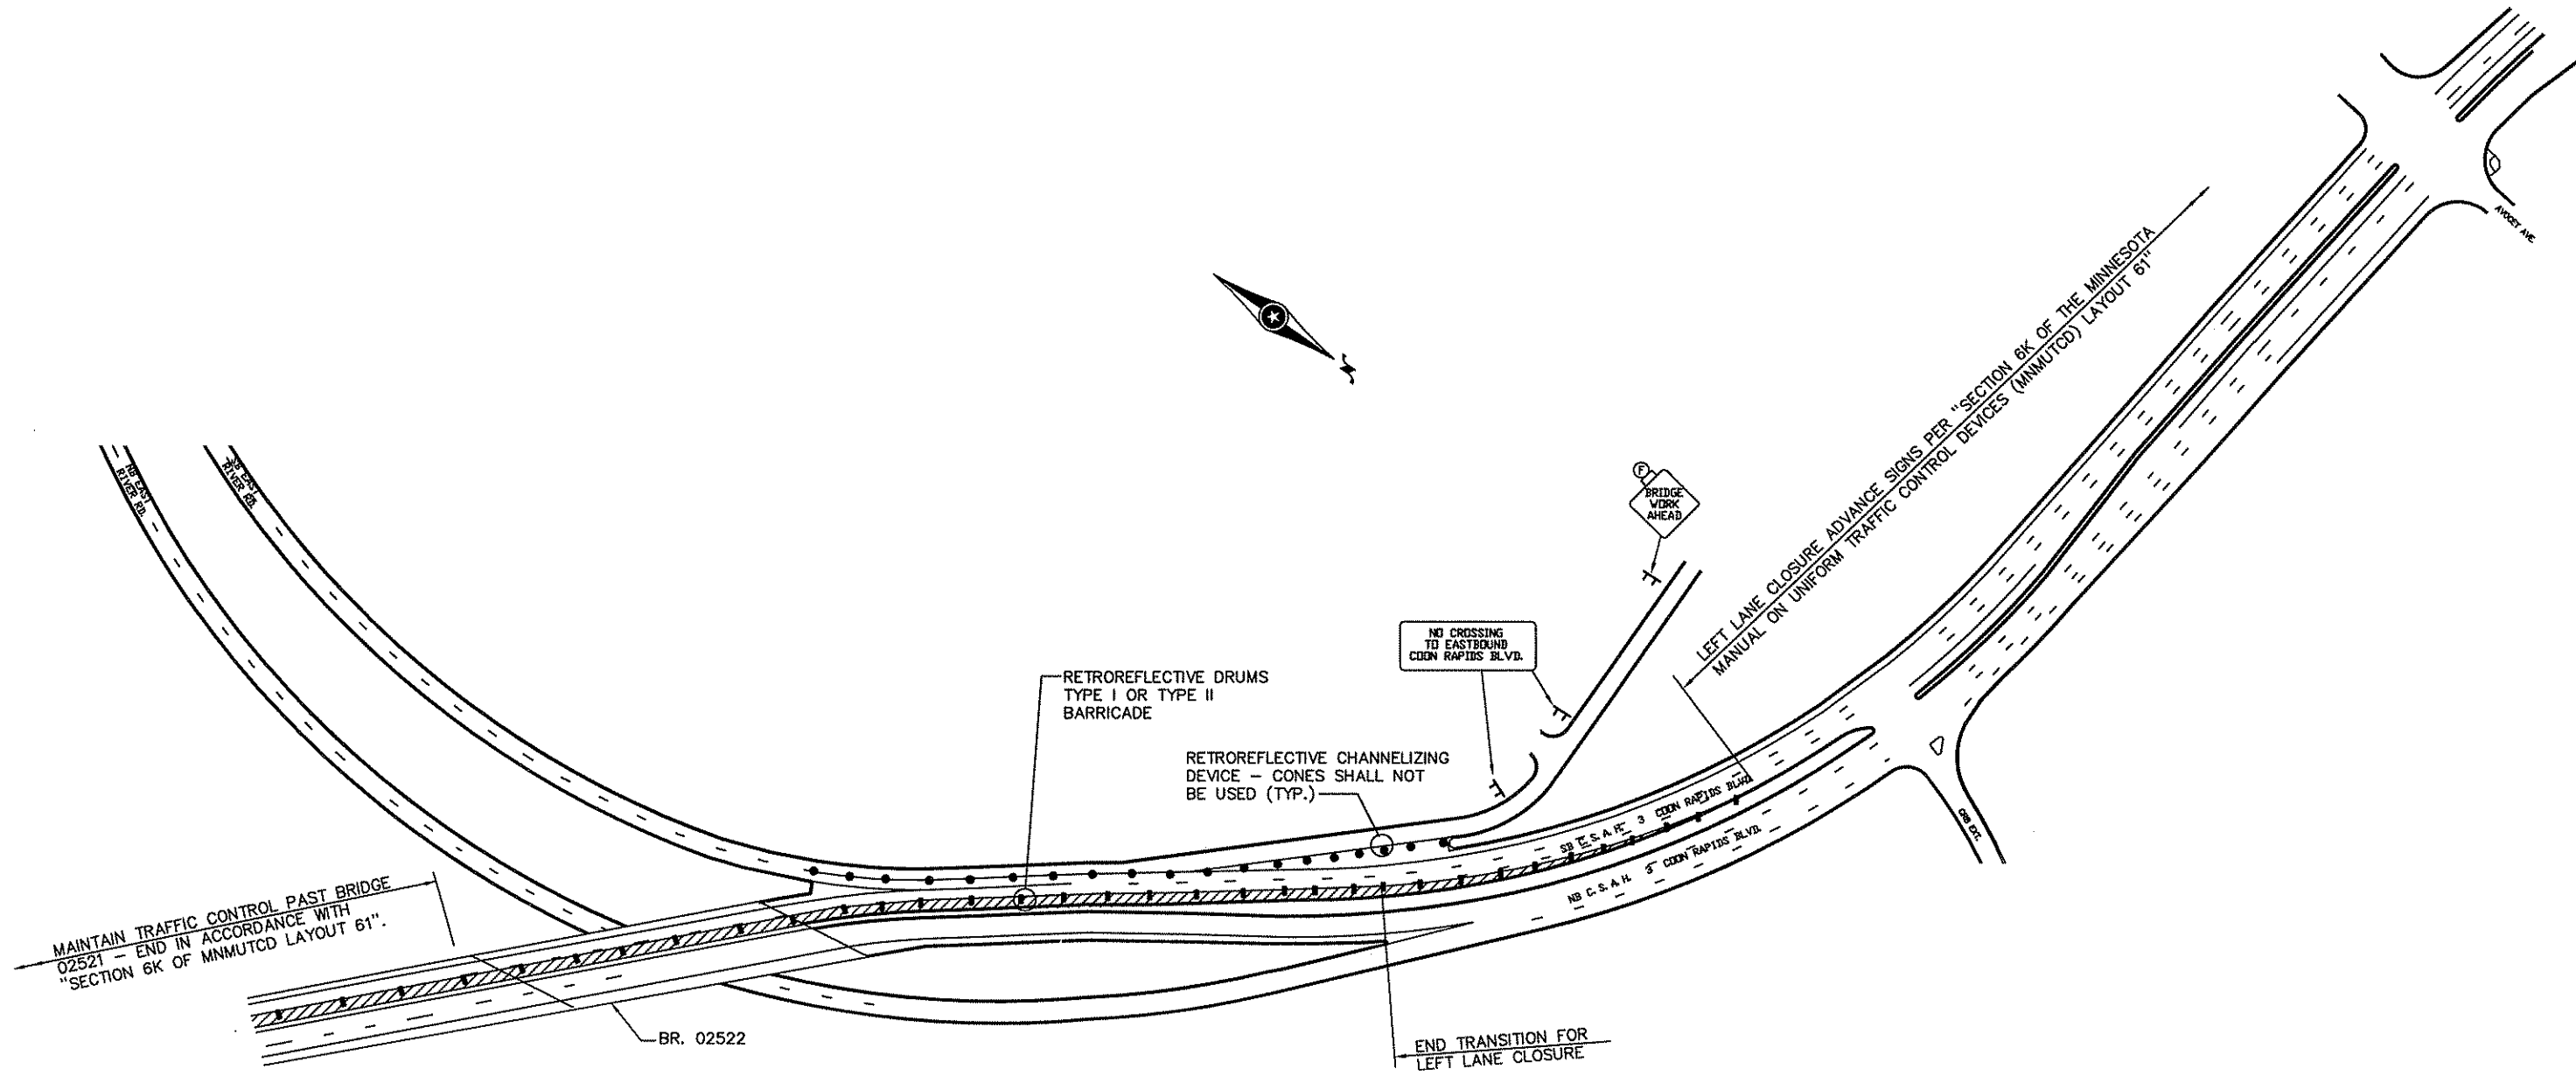 AVOCET AVE.
LEFT LANE CLOSURE ADVANCE SIGNS PER "SECTION 6K OF THE MINNESOTA
MANUAL ON UNIFORM TRAFFIC CONTROL DEVICES (MNMUTCD) LAYOUT 61"
N
NB EAST
RIVER RD.
SB EAST
RIVER RD.
F
BRIDGE
WORK
AHEAD
NO CROSSING
TO EASTBOUND
COON RAPIDS BLVD.
RETROREFLECTIVE DRUMS
TYPE I OR TYPE II
BARRICADE
RETROREFLECTIVE CHANNELIZING
DEVICE – CONES SHALL NOT
BE USED (TYP.)
SB C.S.A.H. 3 COON RAPIDS BLVD.
NB C.S.A.H. 3 COON RAPIDS BLVD.
CRB EXT.
MAINTAIN TRAFFIC CONTROL PAST BRIDGE
02521 – END IN ACCORDANCE WITH
"SECTION 6K OF MNMUTCD LAYOUT 61".
BR. 02522
END TRANSITION FOR
LEFT LANE CLOSURE